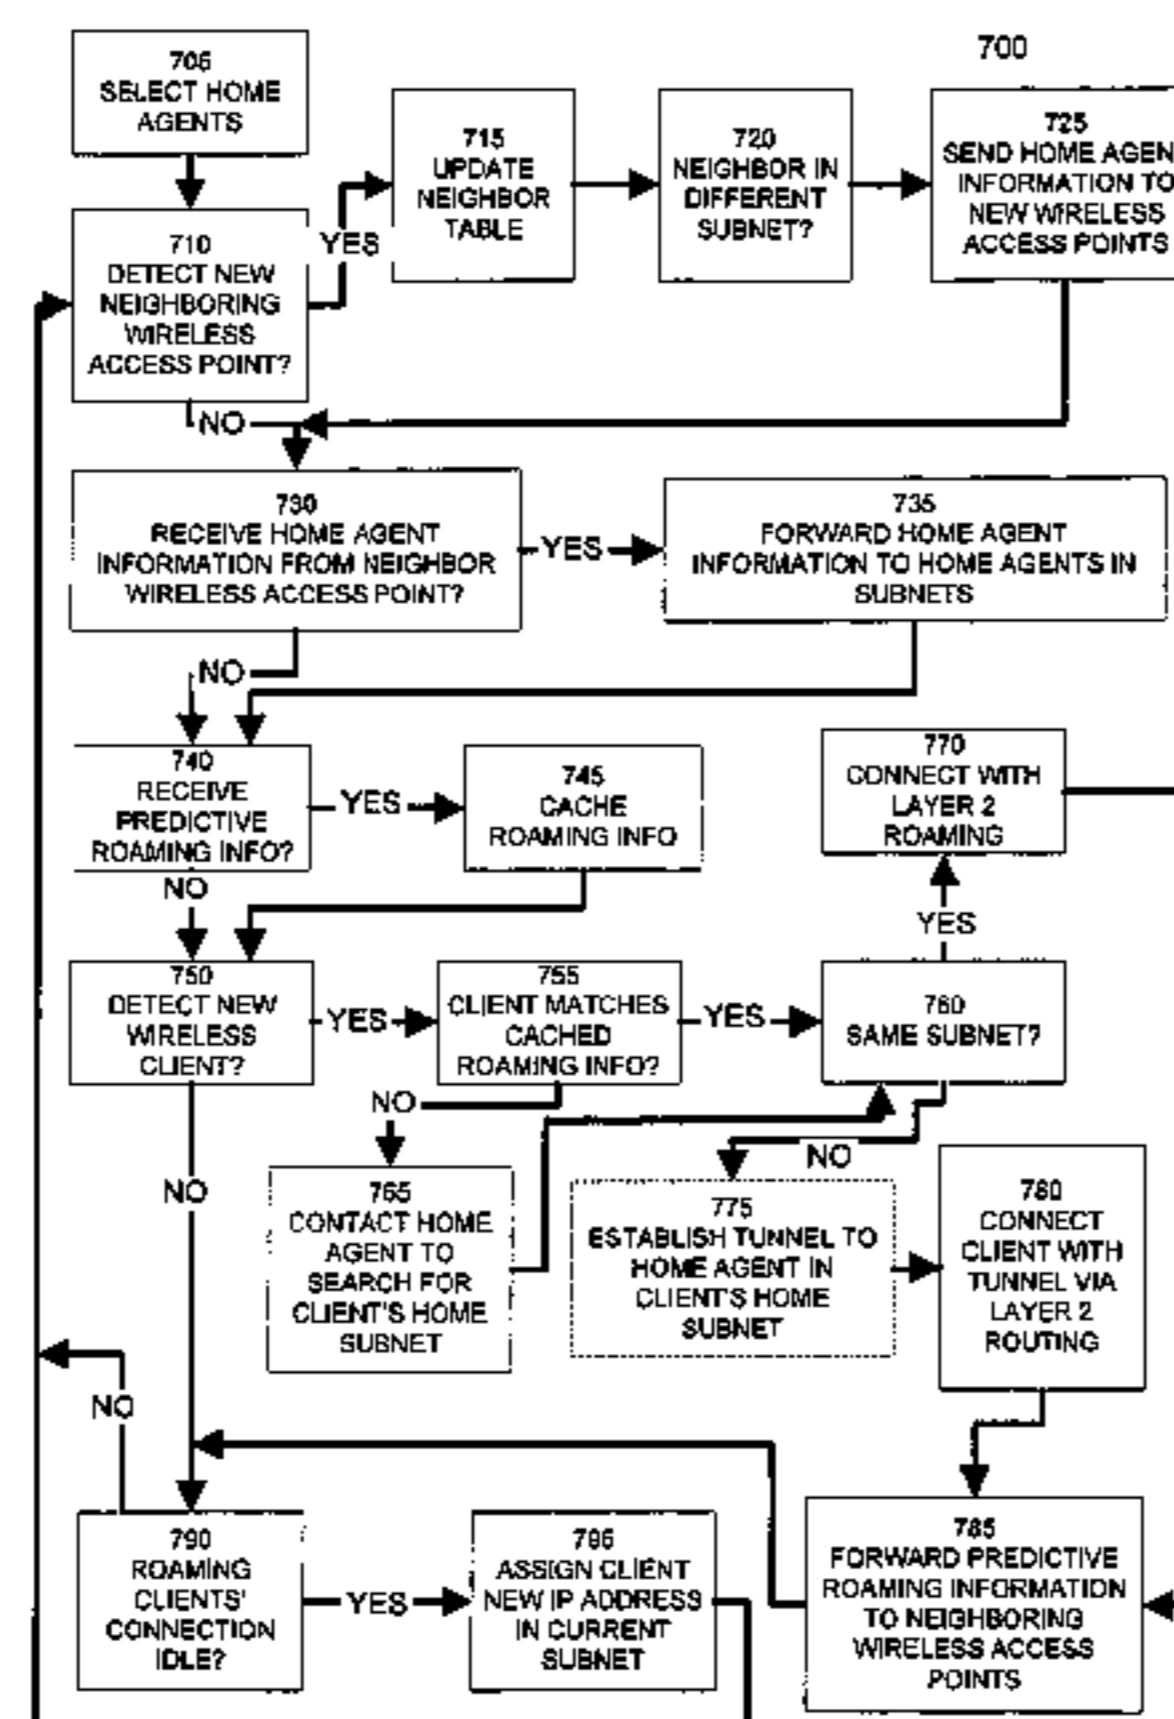 700
705
SELECT HOME
AGENTS
710
DETECT NEW
NEIGHBORING
WIRELESS
ACCESS POINT?
YES
715
UPDATE
NEIGHBOR
TABLE
720
NEIGHBOR IN
DIFFERENT
SUBNET?
725
SEND HOME AGEN
INFORMATION TO
NEW WIRELESS
ACCESS POINTS
NO
730
RECEIVE HOME AGENT
INFORMATION FROM NEIGHBOR
WIRELESS ACCESS POINT?
YES
735
FORWARD HOME AGENT
INFORMATION TO HOME AGENTS IN
SUBNETS
NO
740
RECEIVE
PREDICTIVE
ROAMING INFO?
YES
745
CACHE
ROAMING INFO
770
CONNECT WITH
LAYER 2
ROAMING
NO
YES
750
DETECT NEW
WIRELESS
CLIENT?
YES
755
CLIENT MATCHES
CACHED
ROAMING INFO?
YES
760
SAME SUBNET?
NO
NO
NO
765
CONTACT HOME
AGENT TO
SEARCH FOR
CLIENT'S HOME
SUBNET
775
ESTABLISH TUNNEL TO
HOME AGENT IN
CLIENT'S HOME
SUBNET
780
CONNECT
CLIENT WITH
TUNNEL VIA
LAYER 2
ROUTING
NO
790
ROAMING
CLIENTS'
CONNECTION
IDLE?
YES
795
ASSIGN CLIENT
NEW IP ADDRESS
IN CURRENT
SUBNET
785
FORWARD PREDICTIVE
ROAMING INFORMATION
TO NEIGHBORING
WIRELESS ACCESS
POINTS